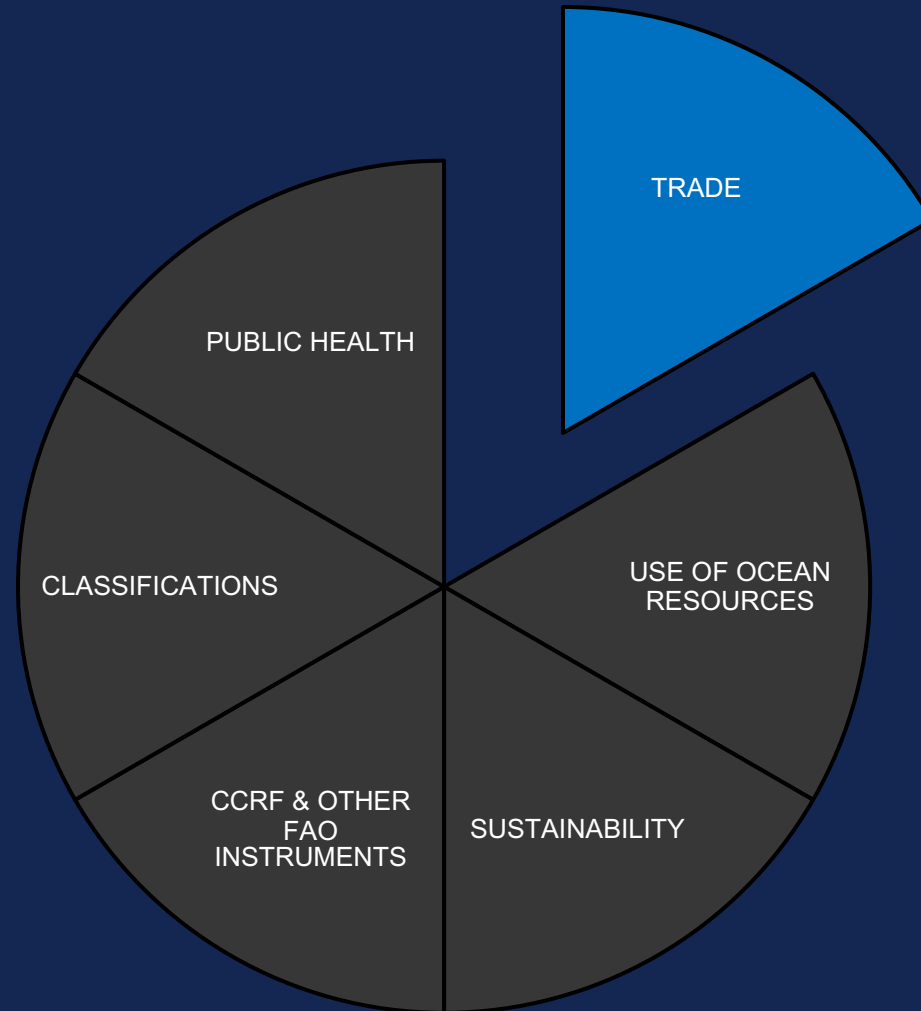 TRADE
PUBLIC HEALTH
USE OF OCEAN
RESOURCES
CLASSIFICATIONS
CCRF & OTHER
FAO
INSTRUMENTS
SUSTAINABILITY